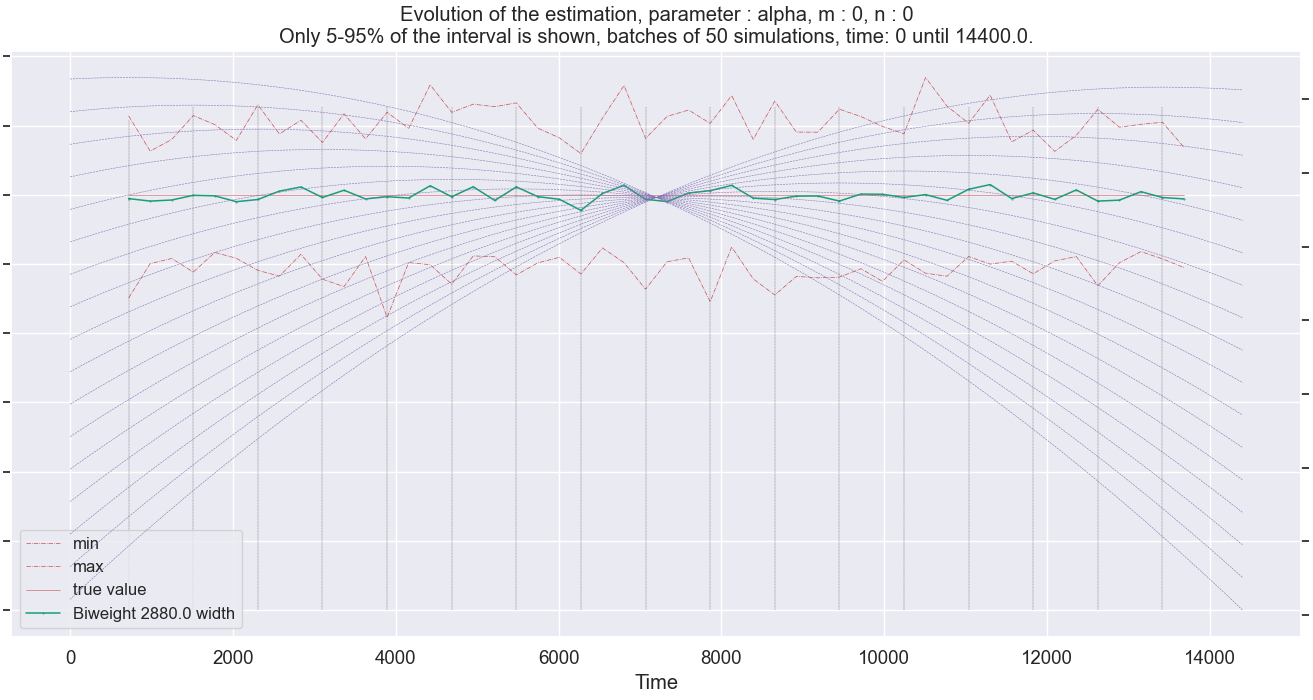 Evolution of the estimation, parameter : alpha, m : 0, n : 0
Only 5-95% of the interval is shown, batches of 50 simulations, time: 0 until 14400.0.
min
max
true value
Biweight 2880.0 width
0 2000 4000 6000 8000 10000 12000 14000
Time